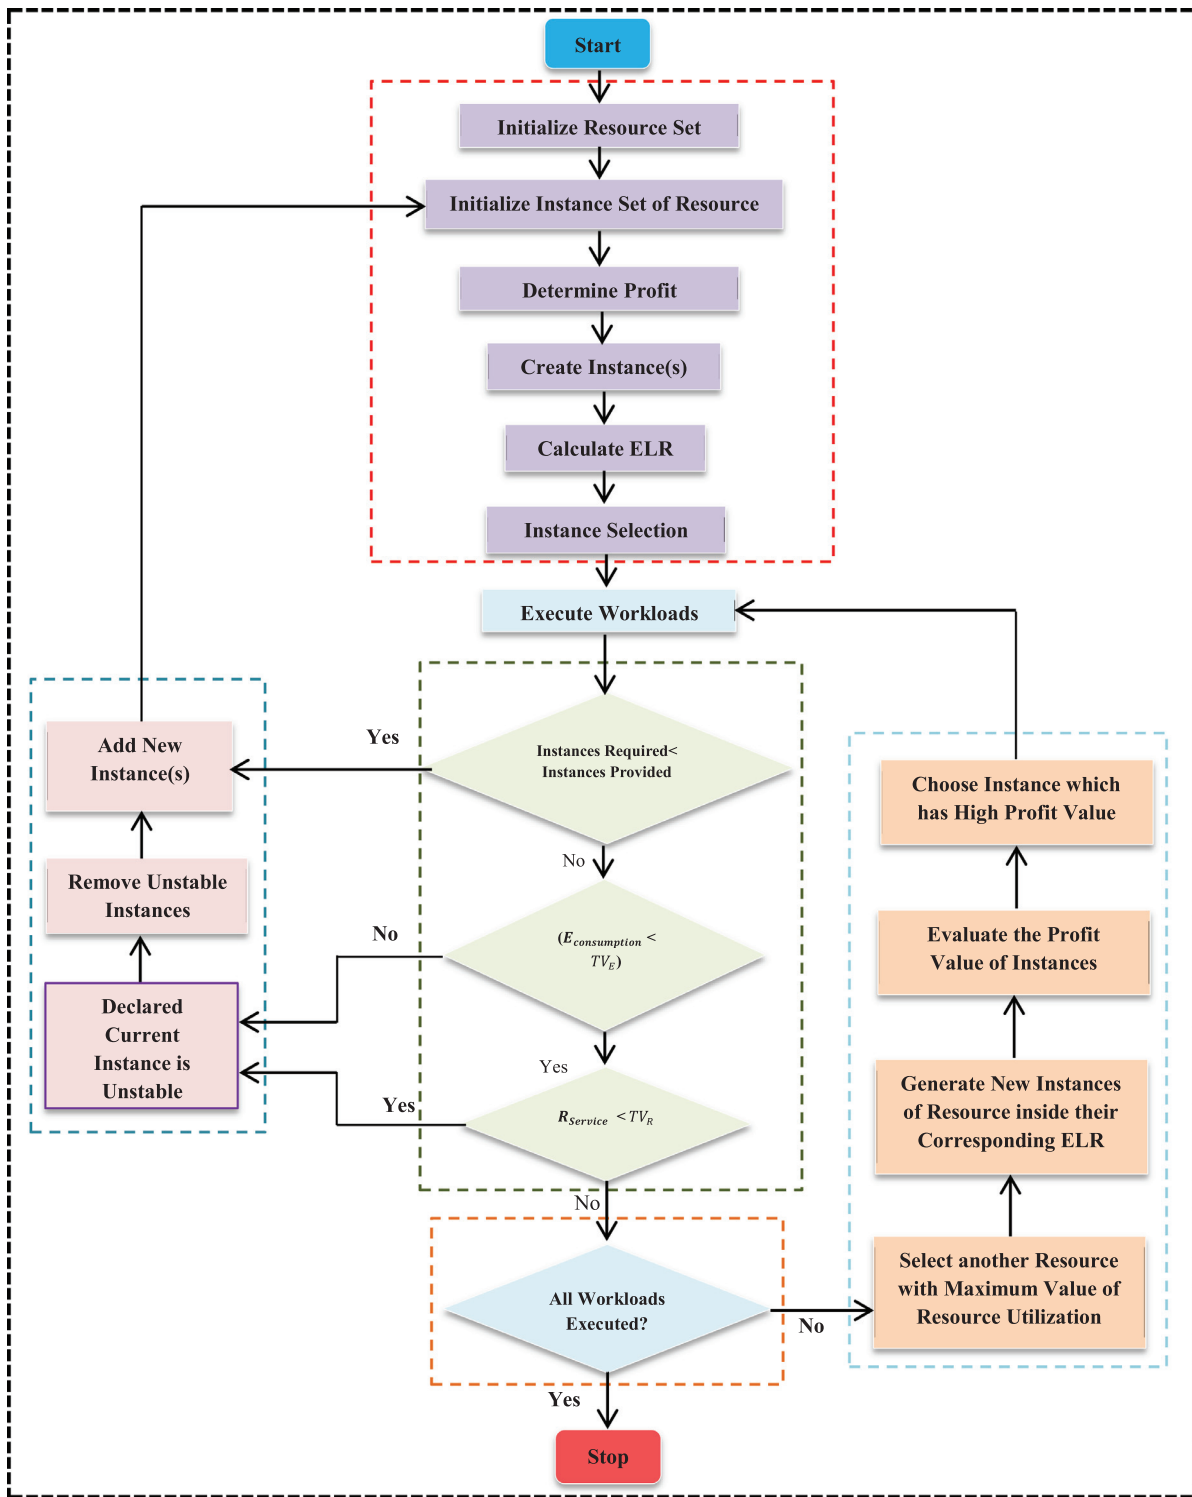 Start
Initialize Resource Set
Initialize Instance Set of Resource
Determine Profit
Create Instance(s)
Calculate ELR
Instance Selection
Execute Workloads
Instances Required<
Instances Provided
Yes
No
Add New
Instance(s)
Remove Unstable
Instances
Declared
Current
Instance is
Unstable
(E_consumption <
TV_E)
No
Yes
R_Service < TV_R
Yes
No
All Workloads
Executed?
No
Yes
Stop
Choose Instance which
has High Profit Value
Evaluate the Profit
Value of Instances
Generate New Instances
of Resource inside their
Corresponding ELR
Select another Resource
with Maximum Value of
Resource Utilization